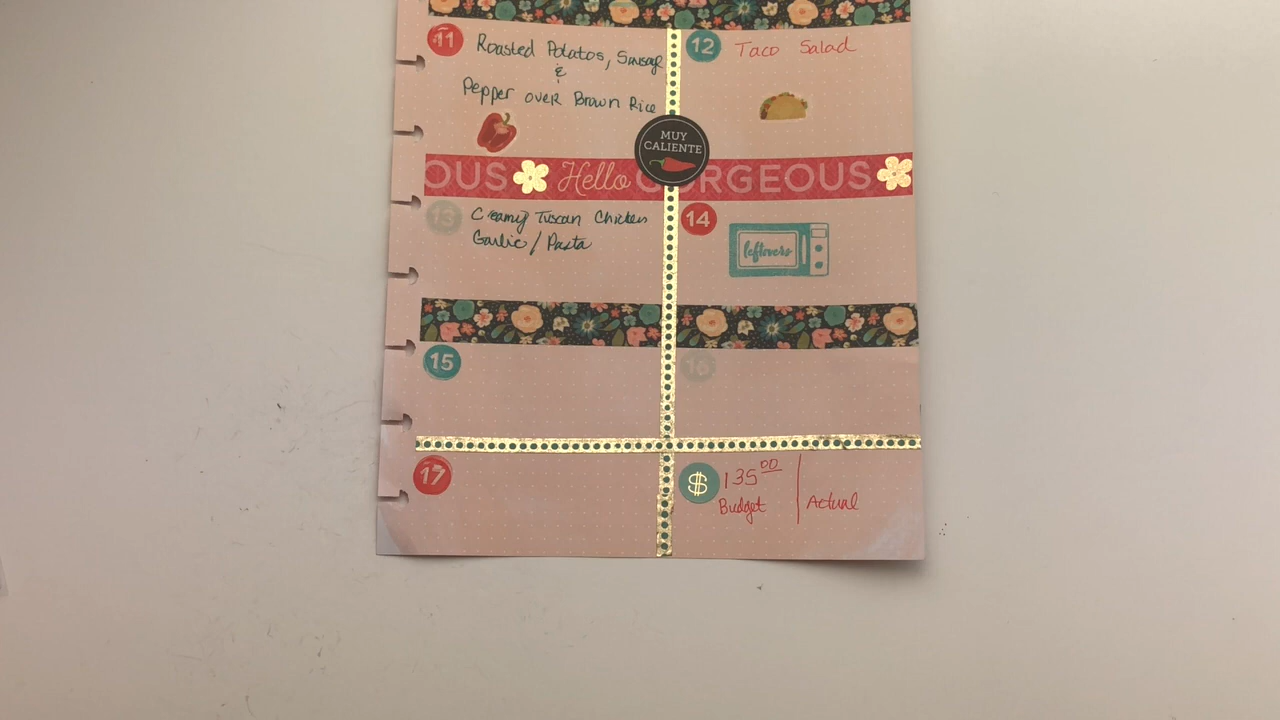 11 Roasted Potatos, Sausage
&
Pepper over Brown Rice
12 Taco Salad
MUY
CALIENTE
OUS Hello GORGEOUS
13 Creamy Tuscan Chicken
Garlic / Pasta
14 leftovers
15
16
17
$ 135.00
Budget
Actual